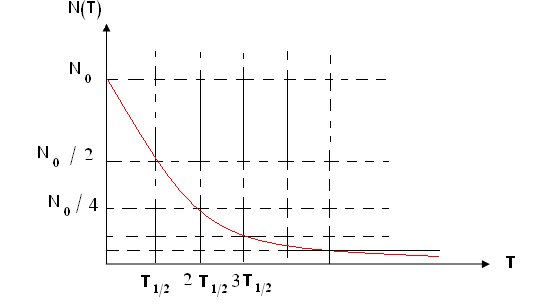 N(T)
N₀
N₀ / 2
N₀ / 4
T
T₁/₂ 2 T₁/₂ 3T₁/₂